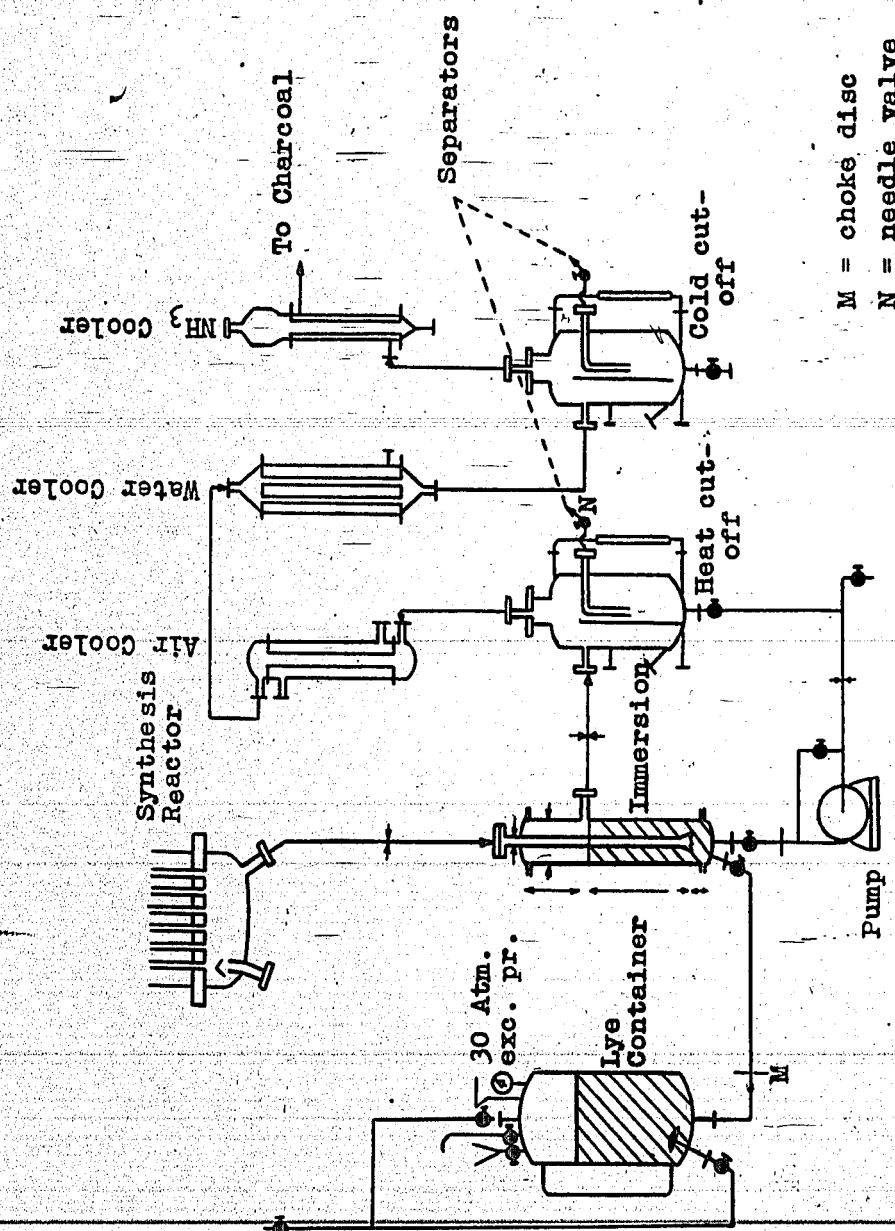 Synthesis
Reactor
Air Cooler
Water Cooler
NH3 Cooler
To Charcoal
Separators
30 Atm.
exc. pr.
Lye
Container
Immersion
N
Heat cut-
off
Cold cut-
off
M
Pump
M = choke disc
N = needle valve